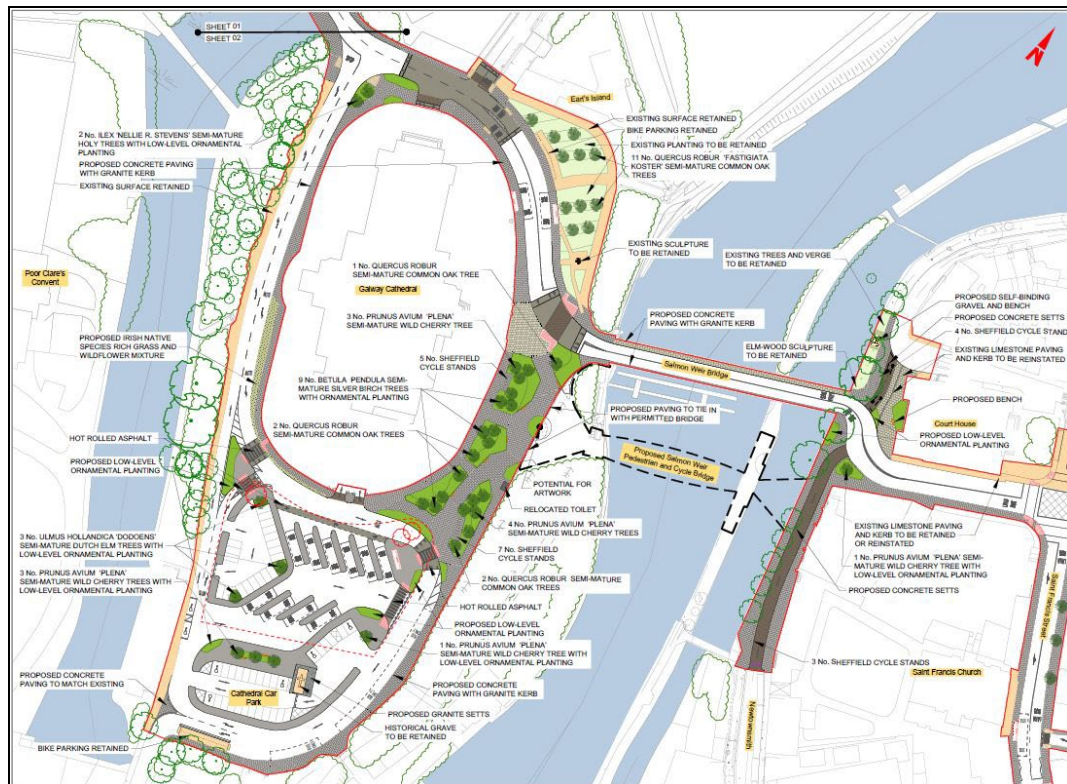 SHEET 01
SHEET 02
Earl's Island
EXISTING SURFACE RETAINED
BIKE PARKING RETAINED
EXISTING PLANTING TO BE RETAINED
11 No. QUERCUS ROBUR 'FASTIGIATA
KOSTER' SEMI-MATURE COMMON OAK
TREES
2 No. ILEX 'NELLIE R. STEVENS' SEMI-MATURE
HOLY TREES WITH LOW-LEVEL ORNAMENTAL
PLANTING
PROPOSED CONCRETE PAVING
WITH GRANITE KERB
EXISTING SURFACE RETAINED
EXISTING SCULPTURE
TO BE RETAINED
EXISTING TREES AND VERGE
TO BE RETAINED
Poor Clare's
Convent
1 No. QUERCUS ROBUR
SEMI-MATURE COMMON OAK TREE
Galway Cathedral
3 No. PRUNUS AVIUM 'PLENA'
SEMI-MATURE WILD CHERRY TREE
PROPOSED CONCRETE
PAVING WITH GRANITE KERB
PROPOSED SELF-BINDING
GRAVEL AND BENCH
PROPOSED CONCRETE SETTS
4 No. SHEFFIELD CYCLE STAND
EXISTING LIMESTONE PAVING
AND KERB TO BE REINSTATED
ELM-WOOD SCULPTURE
TO BE RETAINED
PROPOSED IRISH NATIVE
SPECIES RICH GRASS AND
WILDFLOWER MIXTURE
5 No. SHEFFIELD
CYCLE STANDS
Salmon Weir Bridge
9 No. BETULA PENDULA SEMI-
MATURE SILVER BIRCH TREES
WITH ORNAMENTAL PLANTING
PROPOSED BENCH
PROPOSED PAVING TO TIE IN
WITH PERMITTED BRIDGE
Court House
PROPOSED LOW-LEVEL
ORNAMENTAL PLANTING
2 No. QUERCUS ROBUR
SEMI-MATURE COMMON OAK TREES
HOT ROLLED ASPHALT
PROPOSED LOW-LEVEL
ORNAMENTAL PLANTING
Proposed Salmon Weir
Pedestrian and Cycle Bridge
POTENTIAL FOR
ARTWORK
RELOCATED TOILET
4 No. PRUNUS AVIUM 'PLENA'
SEMI-MATURE WILD CHERRY TREES
7 No. SHEFFIELD
CYCLE STANDS
EXISTING LIMESTONE PAVING
AND KERB TO BE RETAINED
OR REINSTATED
1 No. PRUNUS AVIUM 'PLENA' SEMI-
MATURE WILD CHERRY TREE WITH
LOW-LEVEL ORNAMENTAL PLANTING
PROPOSED CONCRETE SETTS
3 No. ULMUS HOLLANDICA 'DODOENS'
SEMI-MATURE DUTCH ELM TREES WITH
LOW-LEVEL ORNAMENTAL PLANTING
3 No. PRUNUS AVIUM 'PLENA'
SEMI-MATURE WILD CHERRY TREES WITH
LOW-LEVEL ORNAMENTAL PLANTING
2 No. QUERCUS ROBUR SEMI-MATURE
COMMON OAK TREES
HOT ROLLED ASPHALT
PROPOSED LOW-LEVEL
ORNAMENTAL PLANTING
1 No. PRUNUS AVIUM 'PLENA'
SEMI-MATURE WILD CHERRY TREE WITH
LOW-LEVEL ORNAMENTAL PLANTING
Saint Francis Street
3 No. SHEFFIELD CYCLE STANDS
Saint Francis Church
Newtownsmith
PROPOSED CONCRETE
PAVING TO MATCH EXISTING
Cathedral Car
Park
PROPOSED CONCRETE
PAVING WITH GRANITE KERB
PROPOSED GRANITE SETTS
HISTORICAL GRAVE
TO BE RETAINED
BIKE PARKING RETAINED